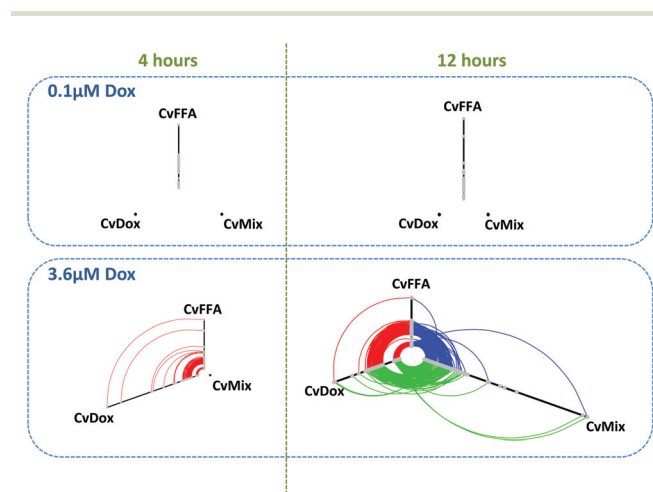 4 hours
12 hours
0.1µM Dox
CvFFA
CvFFA
CvDox
CvMix
CvDox
CvMix
3.6µM Dox
CvFFA
CvFFA
CvMix
CvDox
CvDox
CvMix